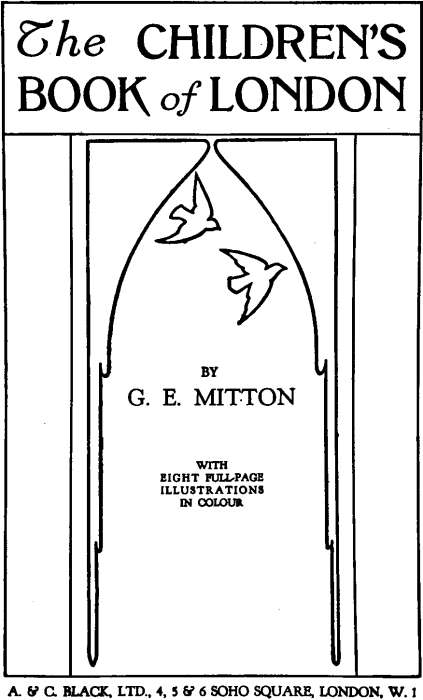 The CHILDREN'S
BOOK of LONDON
BY
G. E. MITTON
WITH
EIGHT FULL-PAGE
ILLUSTRATIONS
IN COLOUR
A. & C. BLACK, LTD., 4, 5 & 6 SOHO SQUARE, LONDON, W. 1